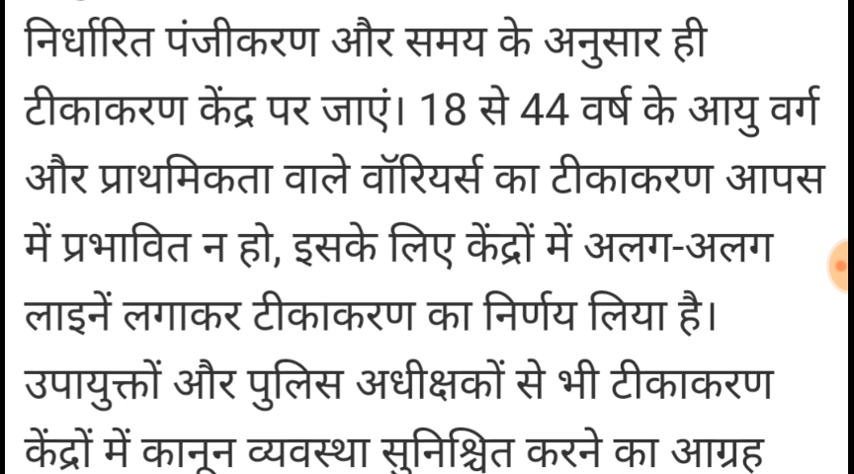 निर्धारित पंजीकरण और समय के अनुसार ही
टीकाकरण केंद्र पर जाएं। 18 से 44 वर्ष के आयु वर्ग
और प्राथमिकता वाले वॉरियर्स का टीकाकरण आपस
में प्रभावित न हो, इसके लिए केंद्रों में अलग-अलग
लाइनें लगाकर टीकाकरण का निर्णय लिया है।
उपायुक्तों और पुलिस अधीक्षकों से भी टीकाकरण
केंद्रों में कानून व्यवस्था सुनिश्चित करने का आग्रह